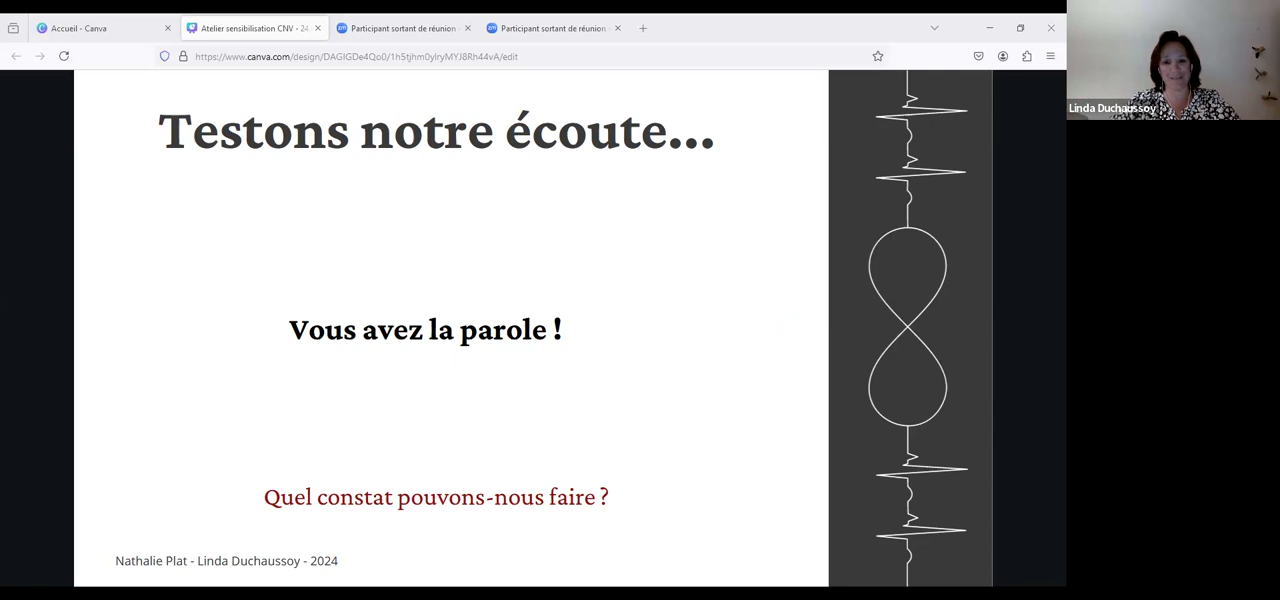 Accueil - Canva
Atelier sensibilisation CNV - 24
Participant sortant de réunion
Participant sortant de réunion
https://www.canva.com/design/DAGIGDe4Qo0/1h5tjhm0ylryMYJ8Rh44vA/edit
Linda Duchaussoy
Testons notre écoute...
Vous avez la parole !
Quel constat pouvons-nous faire ?
Nathalie Plat - Linda Duchaussoy - 2024